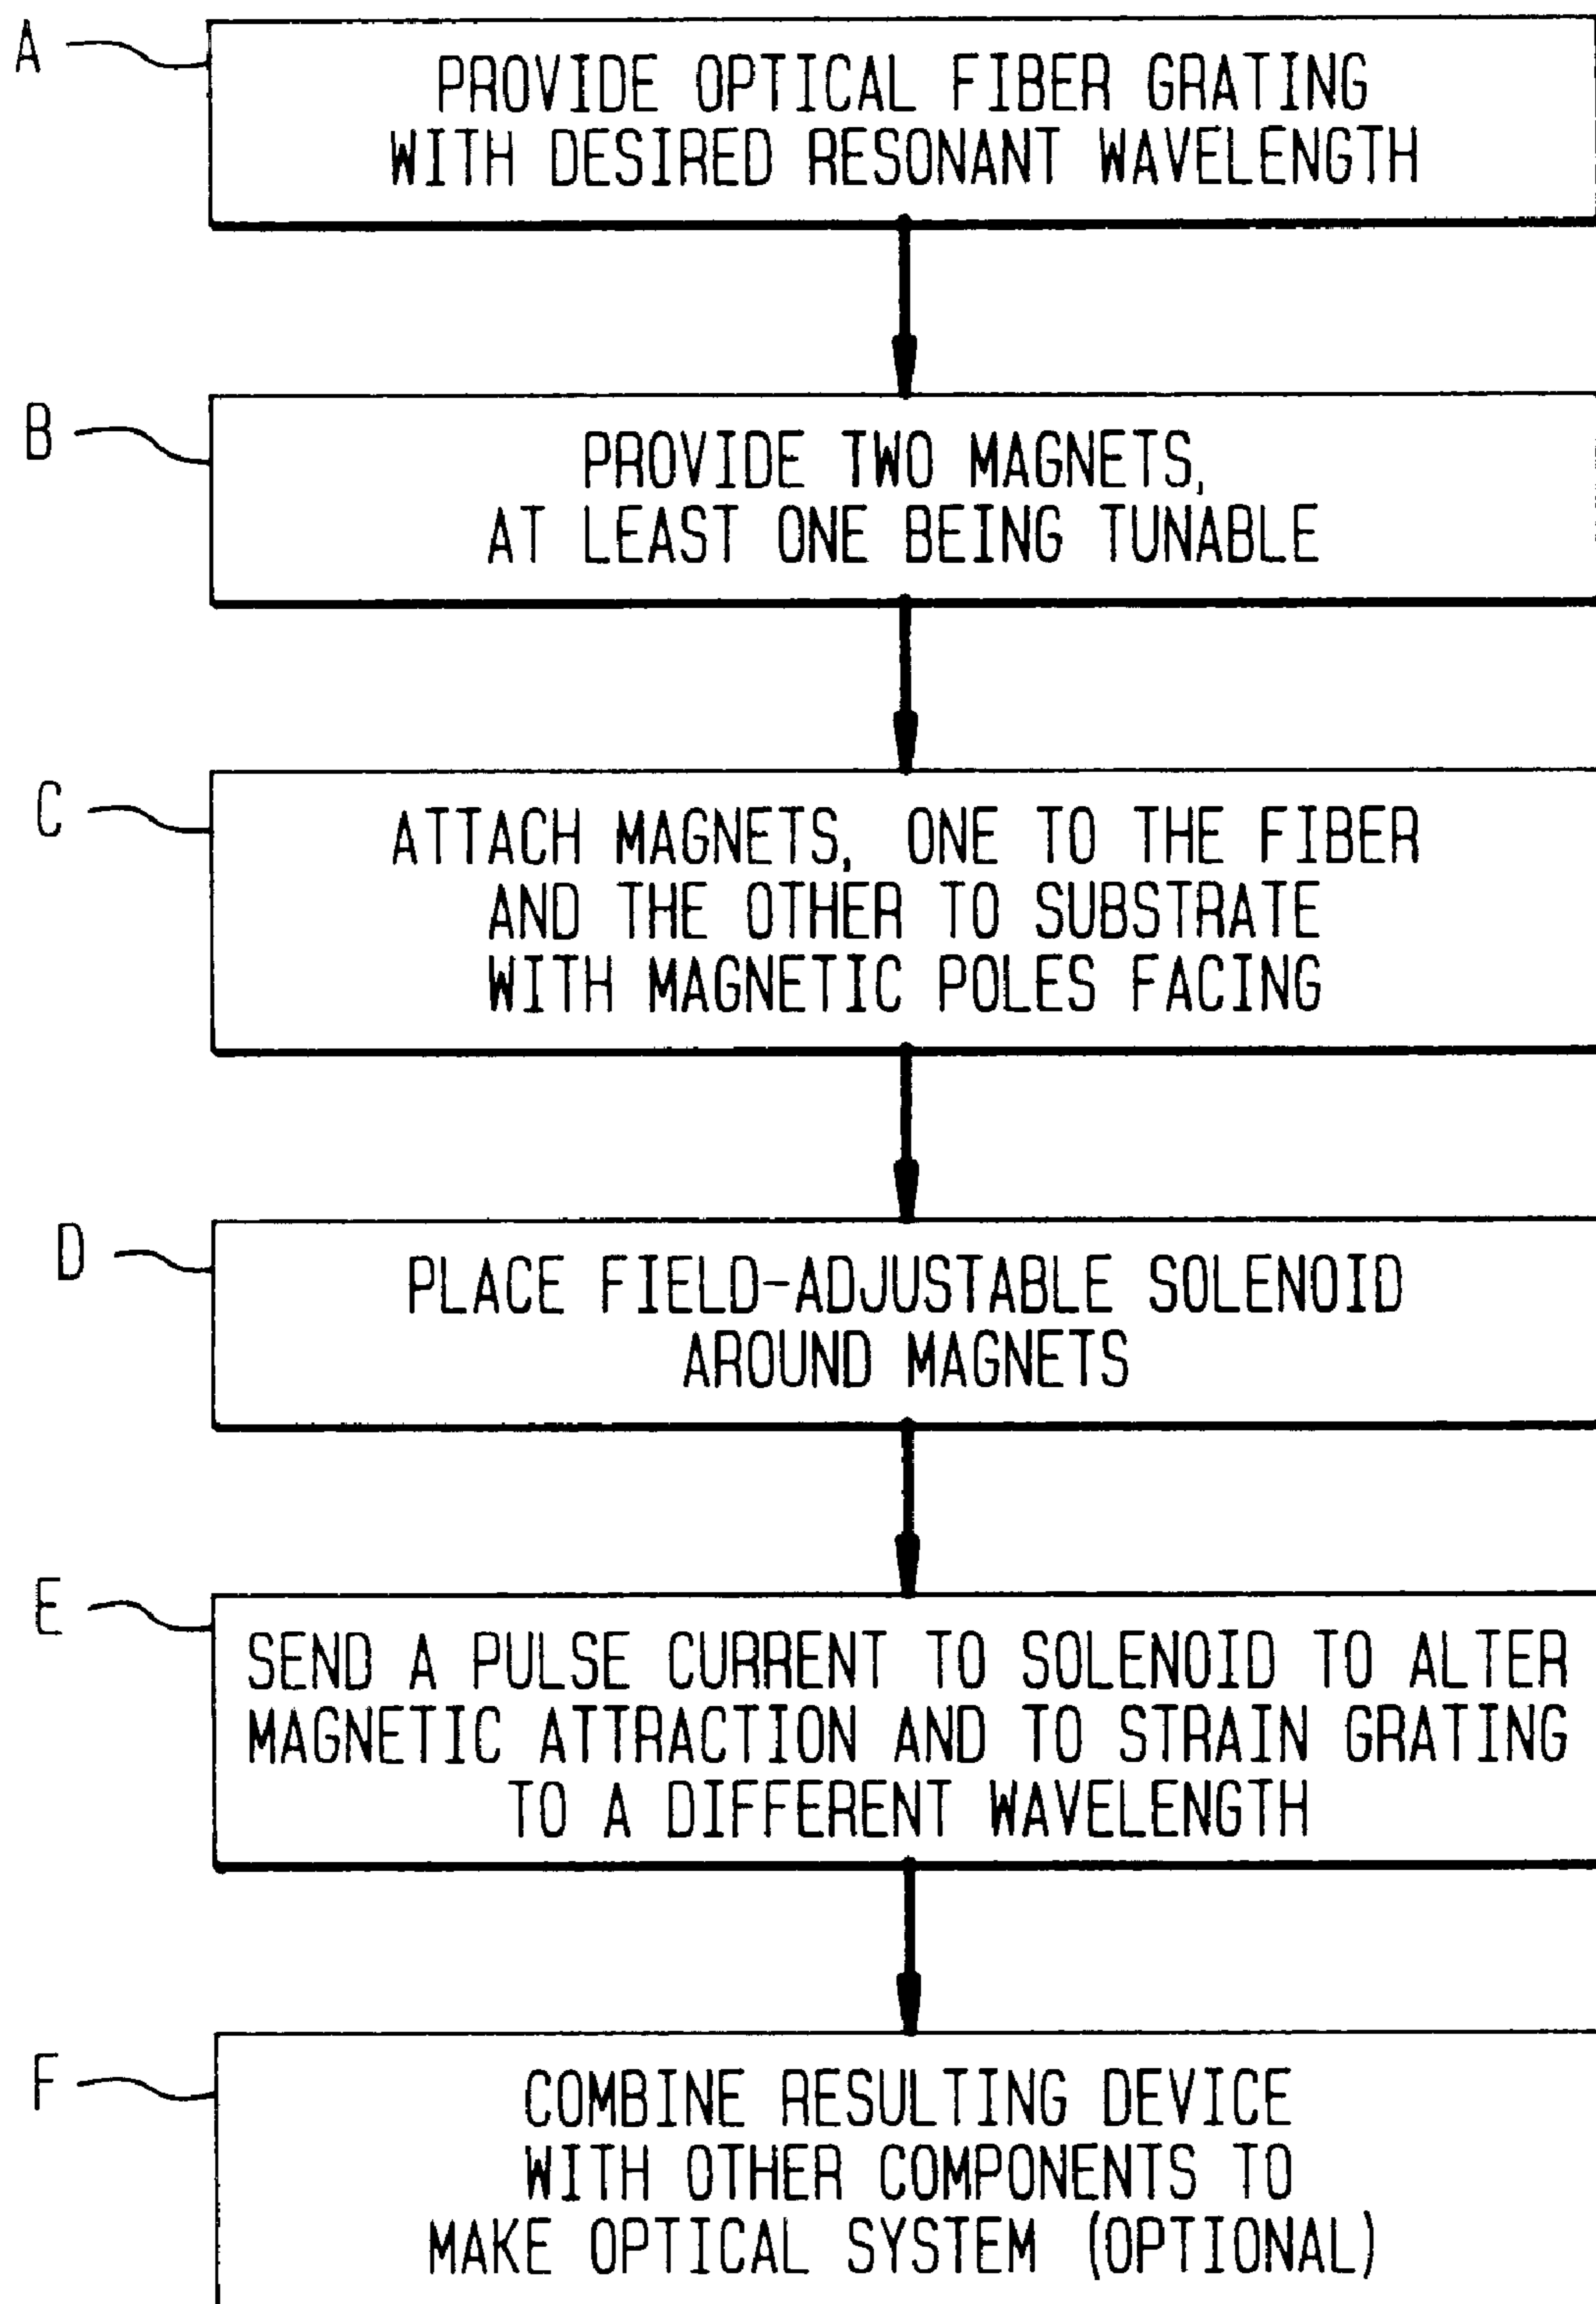 A
PROVIDE OPTICAL FIBER GRATING
WITH DESIRED RESONANT WAVELENGTH
B
PROVIDE TWO MAGNETS,
AT LEAST ONE BEING TUNABLE
C
ATTACH MAGNETS, ONE TO THE FIBER
AND THE OTHER TO SUBSTRATE
WITH MAGNETIC POLES FACING
D
PLACE FIELD-ADJUSTABLE SOLENOID
AROUND MAGNETS
E
SEND A PULSE CURRENT TO SOLENOID TO ALTER
MAGNETIC ATTRACTION AND TO STRAIN GRATING
TO A DIFFERENT WAVELENGTH
F
COMBINE RESULTING DEVICE
WITH OTHER COMPONENTS TO
MAKE OPTICAL SYSTEM (OPTIONAL)